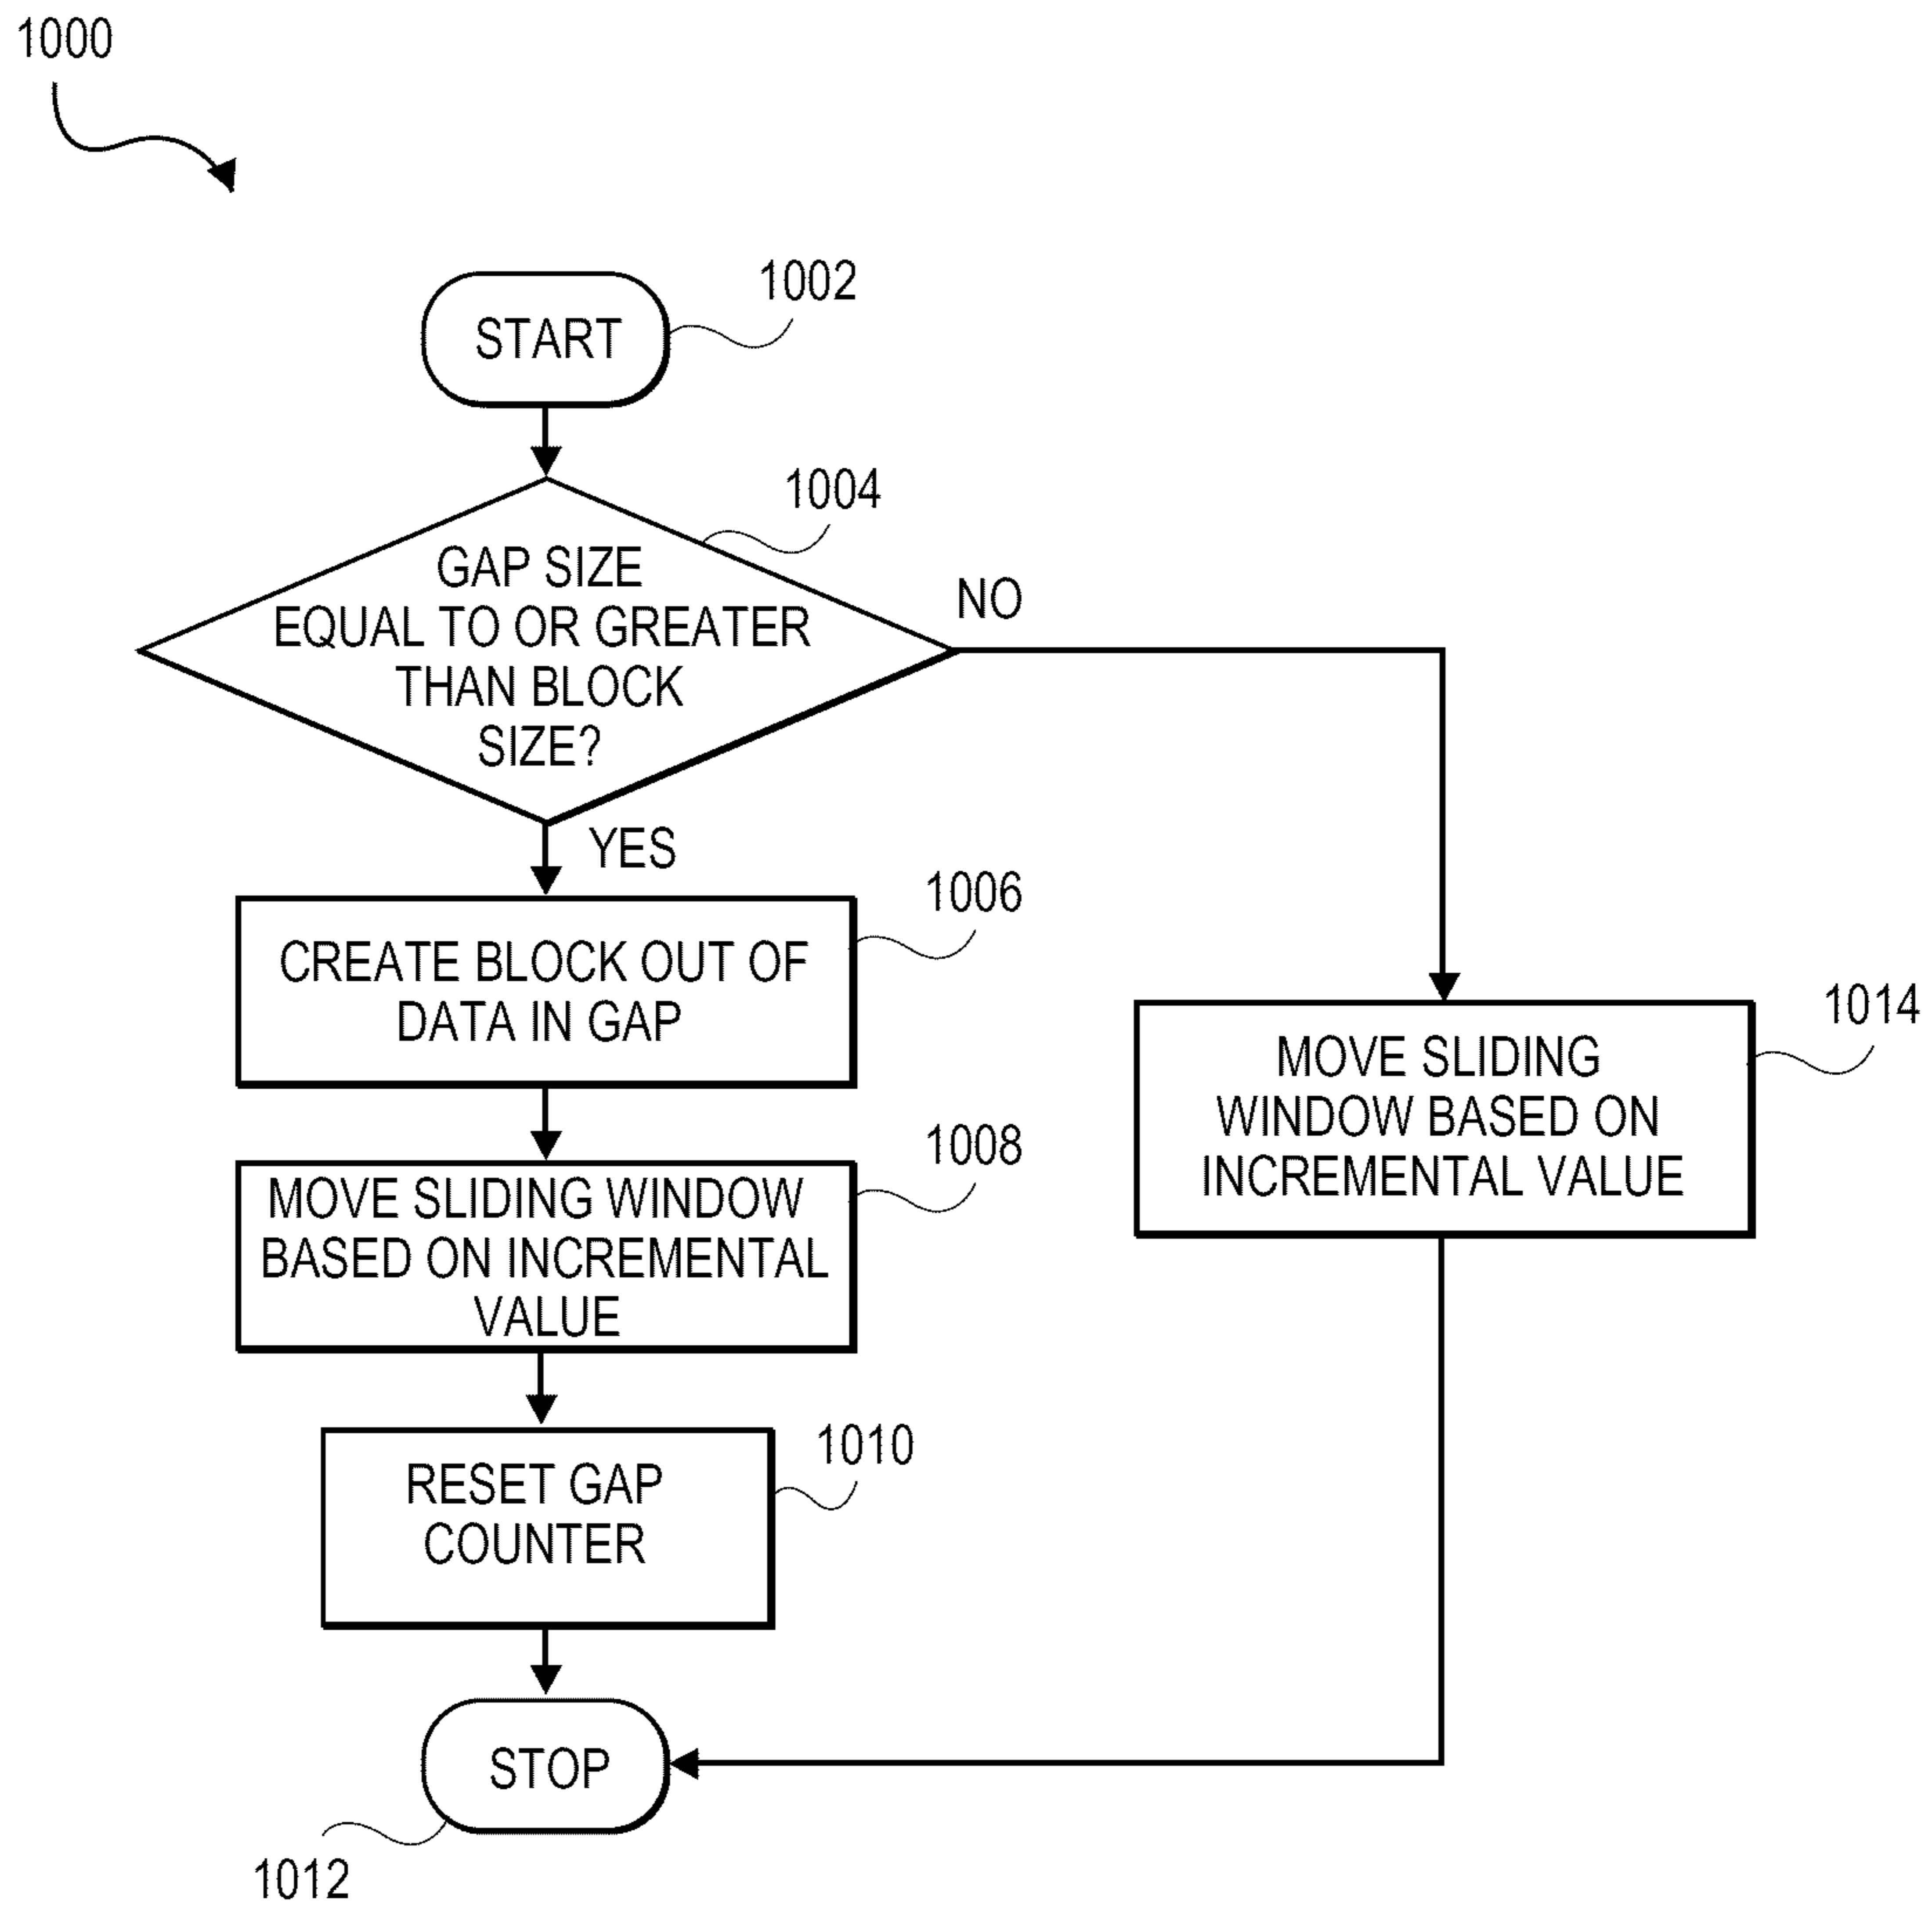 1000
1002
START
1004
GAP SIZE
EQUAL TO OR GREATER
THAN BLOCK
SIZE?
NO
YES
1006
CREATE BLOCK OUT OF
DATA IN GAP
1008
MOVE SLIDING WINDOW
BASED ON INCREMENTAL
VALUE
1014
MOVE SLIDING
WINDOW BASED ON
INCREMENTAL VALUE
1010
RESET GAP
COUNTER
STOP
1012